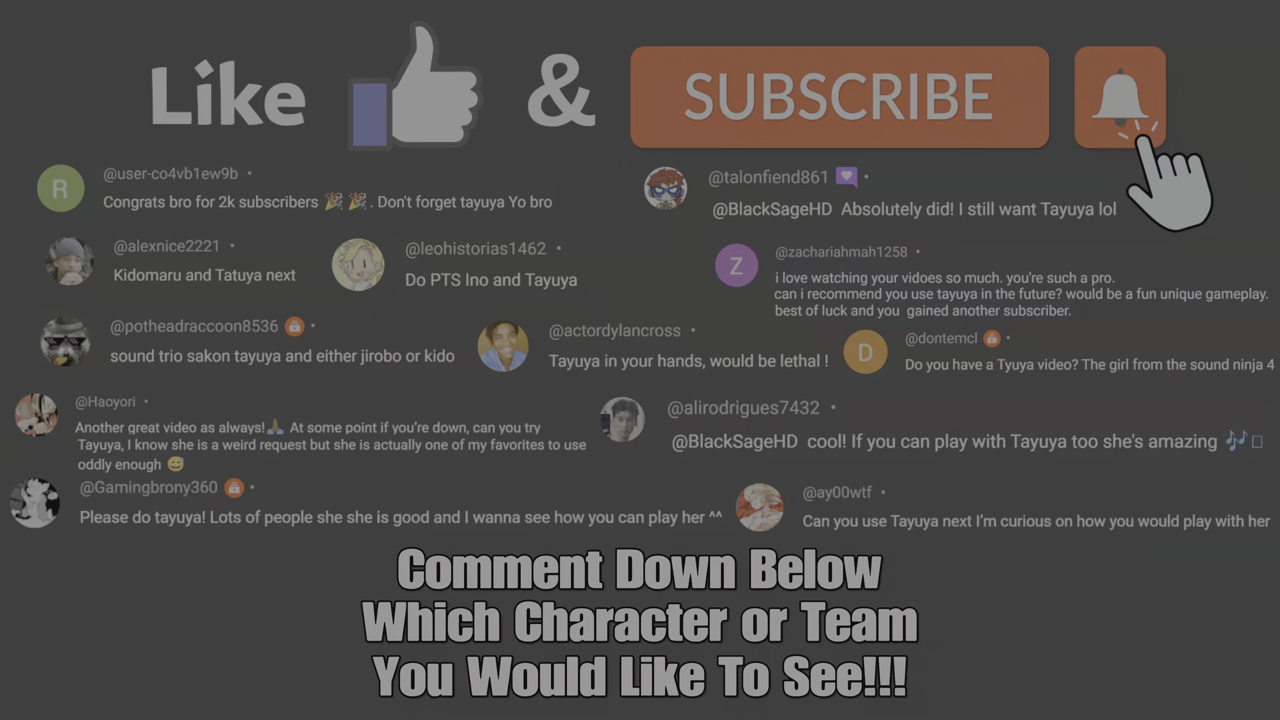 Like & SUBSCRIBE
@user-co4vb1ew9b •
R
Congrats bro for 2k subscribers 🎉 🎉. Don't forget tayuya Yo bro
@talonfiend861 •
@BlackSageHD Absolutely did! I still want Tayuya lol
@alexnice2221 •
Kidomaru and Tatuya next
@leohistorias1462 •
Do PTS Ino and Tayuya
@zachariahmah1258 •
Z
i love watching your vidoes so much. you're such a pro.
can i recommend you use tayuya in the future? would be a fun unique gameplay.
best of luck and you gained another subscriber.
@potheadraccoon8536 •
sound trio sakon tayuya and either jirobo or kido
@actordylancross •
Tayuya in your hands, would be lethal !
@dontemcl •
D
Do you have a Tyuya video? The girl from the sound ninja 4
@Haoyori •
Another great video as always!🙏 At some point if you're down, can you try
Tayuya, I know she is a weird request but she is actually one of my favorites to use
oddly enough 😅
@alirodrigues7432 •
@BlackSageHD cool! If you can play with Tayuya too she's amazing 🎶
@Gamingbrony360 •
Please do tayuya! Lots of people she she is good and I wanna see how you can play her ^^
@ay00wtf •
Can you use Tayuya next I'm curious on how you would play with her
Comment Down Below
Which Character or Team
You Would Like To See!!!